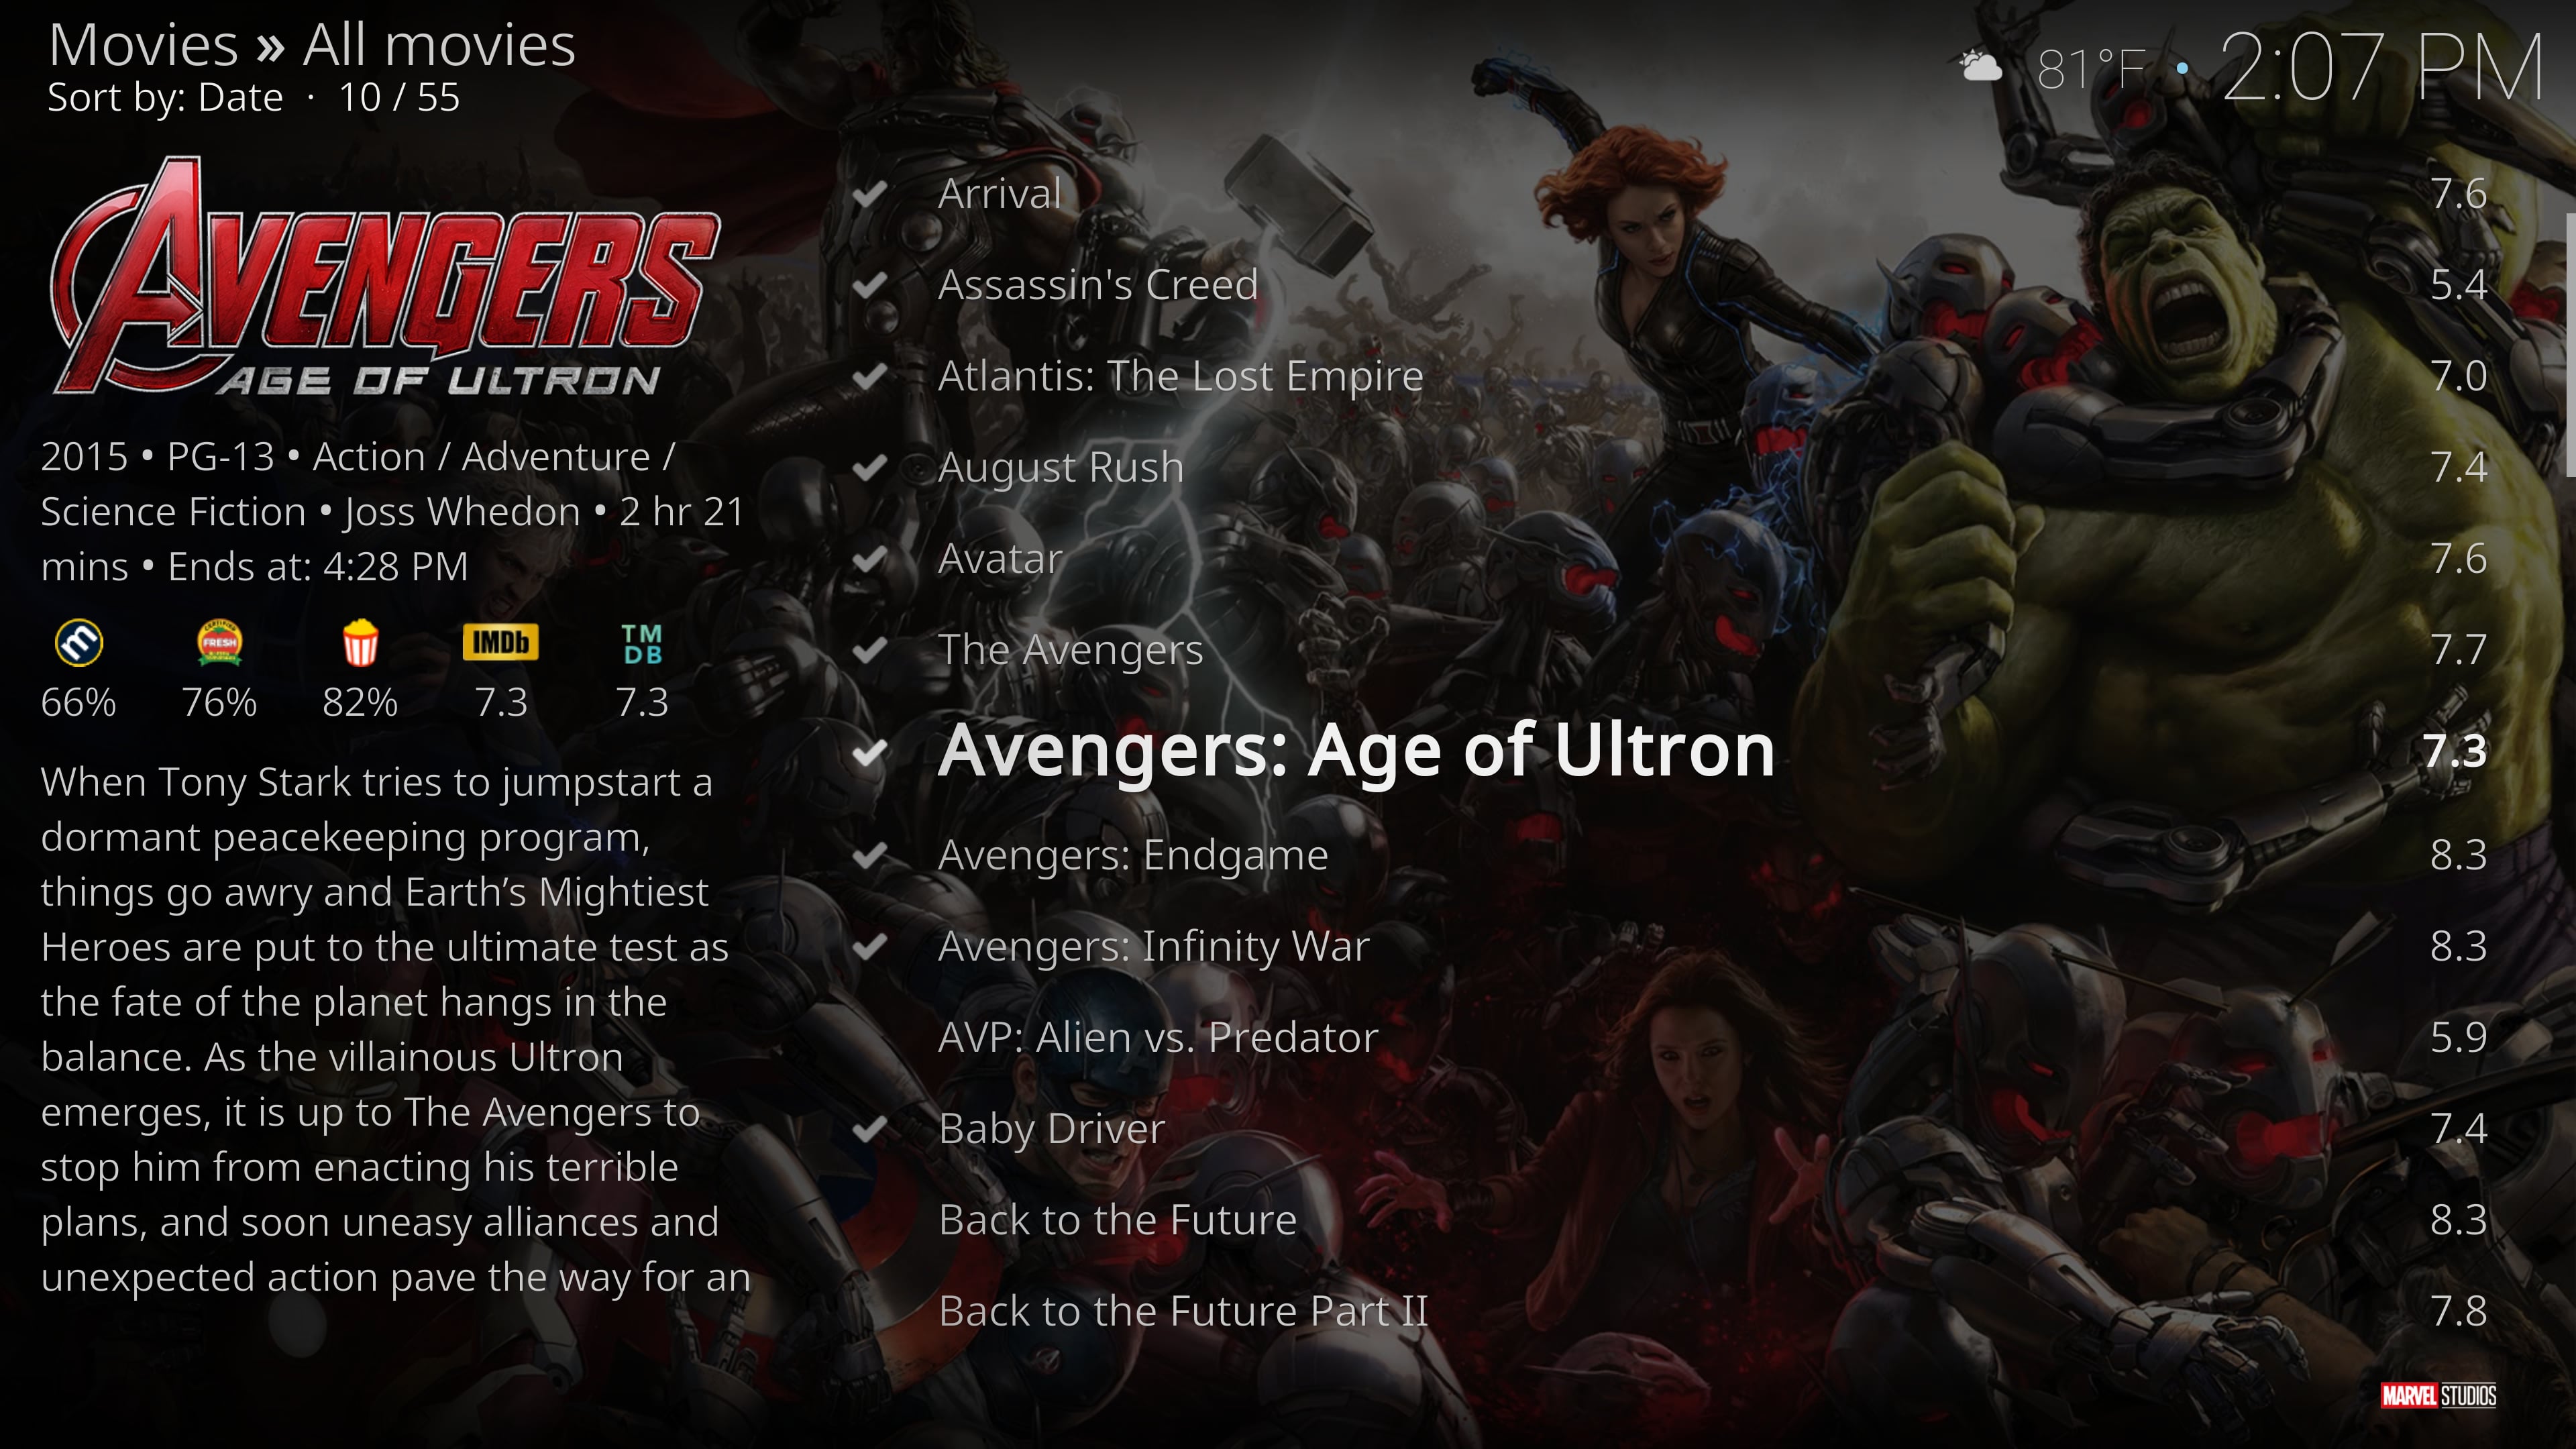 Movies » All movies
Sort by: Date · 10 / 55
81°F • 2:07 PM
AVENGERS
AGE OF ULTRON
2015 • PG-13 • Action / Adventure /
Science Fiction • Joss Whedon • 2 hr 21
mins • Ends at: 4:28 PM
m CERTIFIED FRESH IMDb TM
DB
66% 76% 82% 7.3 7.3
When Tony Stark tries to jumpstart a
dormant peacekeeping program,
things go awry and Earth’s Mightiest
Heroes are put to the ultimate test as
the fate of the planet hangs in the
balance. As the villainous Ultron
emerges, it is up to The Avengers to
stop him from enacting his terrible
plans, and soon uneasy alliances and
unexpected action pave the way for an
Arrival 7.6
Assassin's Creed 5.4
Atlantis: The Lost Empire 7.0
August Rush 7.4
Avatar 7.6
The Avengers 7.7
Avengers: Age of Ultron 7.3
Avengers: Endgame 8.3
Avengers: Infinity War 8.3
AVP: Alien vs. Predator 5.9
Baby Driver 7.4
Back to the Future 8.3
Back to the Future Part II 7.8
MARVEL STUDIOS